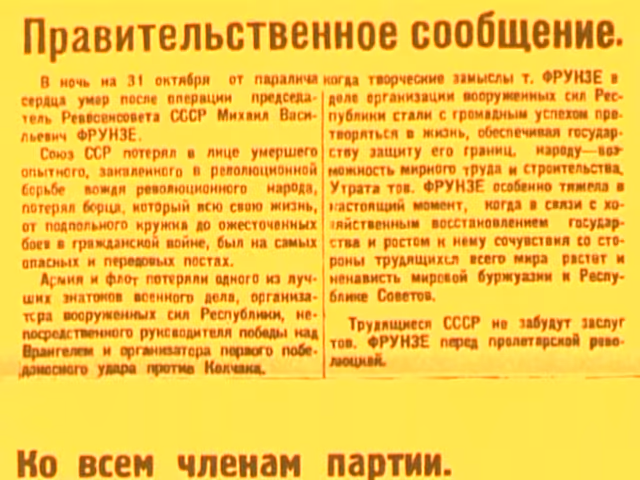 Правительственное сообщение.
В ночь на 31 октября от паралича
сердца умер после операции председа-
тель Реввоенсовета СССР Михаил Васи-
льевич ФРУНЗЕ.
Союз ССР потерял в лице умершего
опытного, закаленного в революционной
борьбе вождя революционного народа,
потерял борца, который всю свою жизнь,
от подпольного кружка до ожесточенных
боев в гражданской войне, был на самых
опасных и передовых постах.
Армия и флот потеряли одного из луч-
ших знатоков военного дела, организа-
тора вооруженных сил Республики, не-
посредственного руководителя победы над
Врангелем и организатора первого побе-
доносного удара против Колчака.
когда творческие замыслы т. ФРУНЗЕ в
деле организации вооруженных сил Рес-
публики стали с громадным успехом пре-
творяться в жизнь, обеспечивая государ-
ству защиту его границ, народу—воз-
можность мирного труда и строительства.
Утрата тов. ФРУНЗЕ особенно тяжела в
настоящий момент, когда в связи с хо-
зяйственным восстановлением государ-
ства и ростом к нему сочувствия со сто-
роны трудящихся всего мира растет и
ненависть мировой буржуазии к Респу-
блике Советов.
Трудящиеся СССР не забудут заслуг
тов. ФРУНЗЕ перед пролетарской рево-
люцией.
Ко всем членам партии.